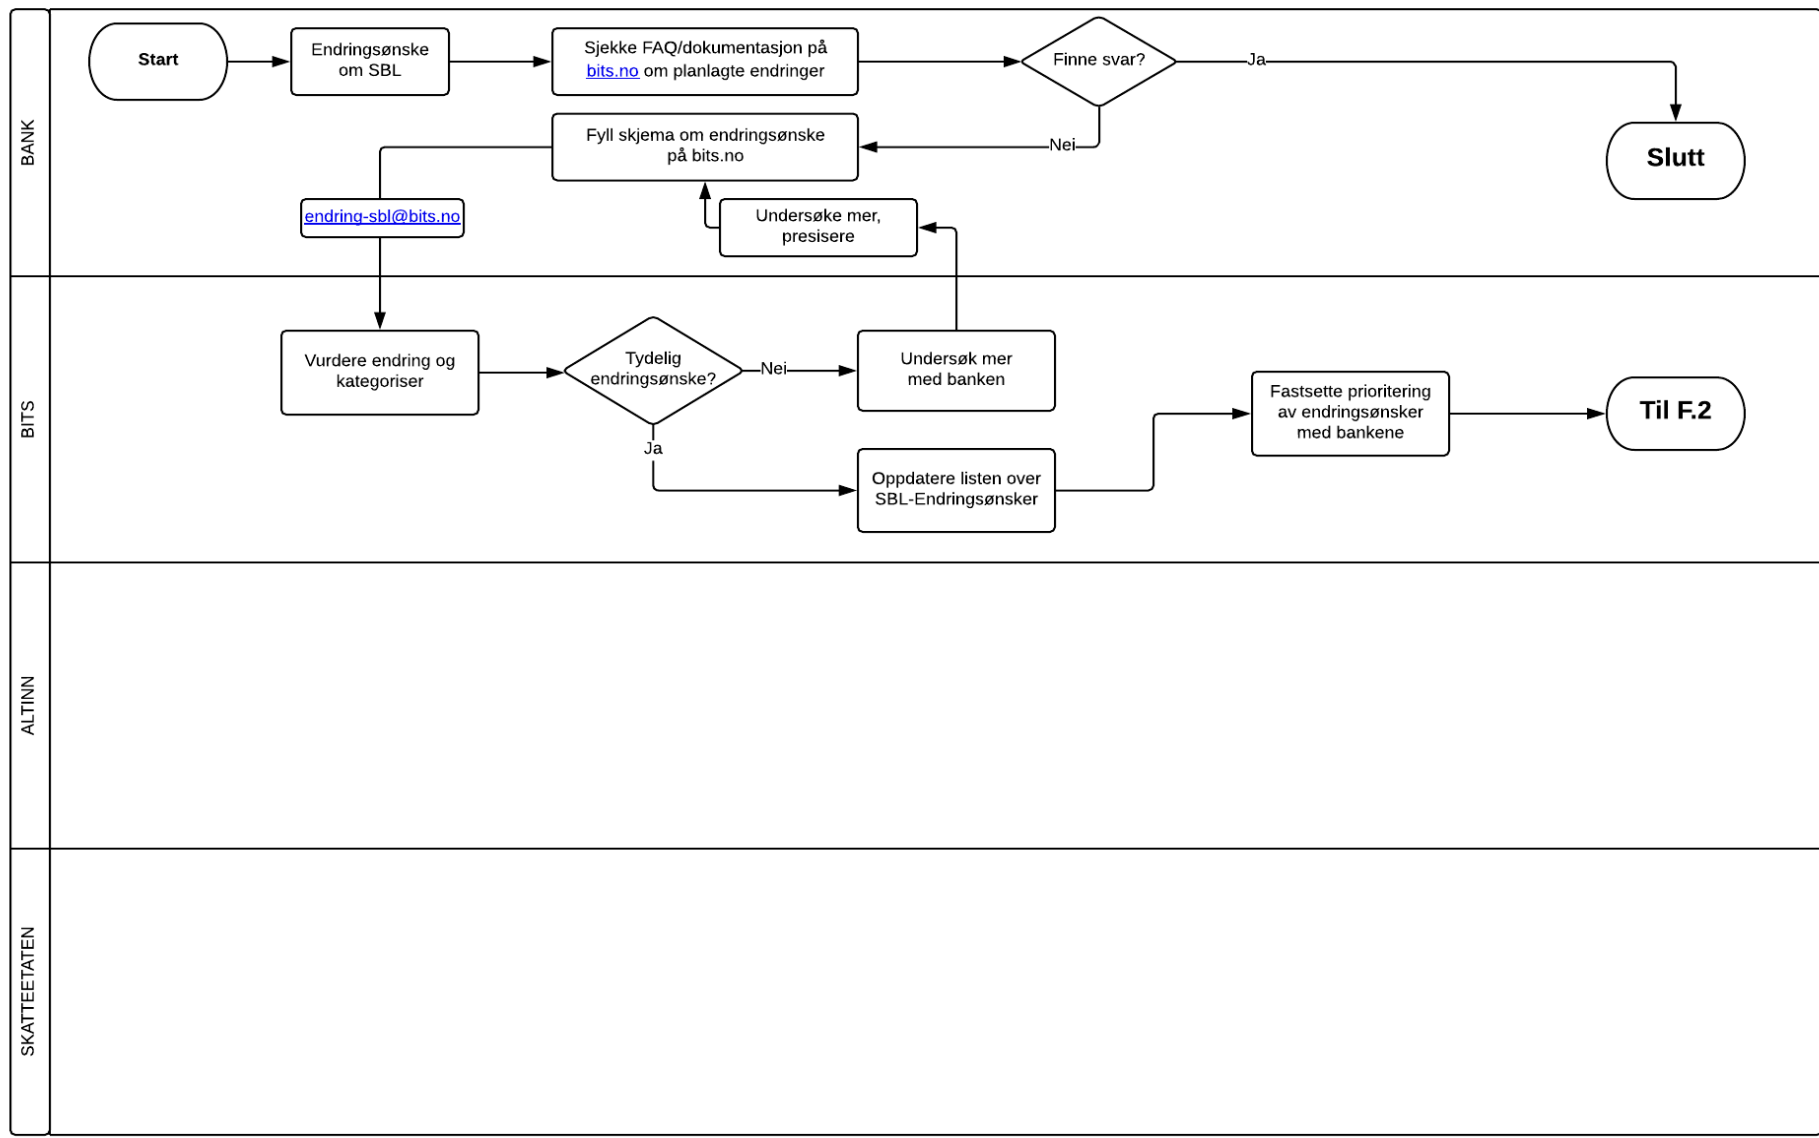 BANK
Start
Endringsønske
om SBL
Sjekke FAQ/dokumentasjon på
bits.no om planlagte endringer
Finne svar?
Ja
Slutt
Nei
Fyll skjema om endringsønske
på bits.no
endring-sbl@bits.no
Undersøke mer,
presisere
BITS
Vurdere endring og
kategoriser
Tydelig
endringsønske?
Nei
Undersøk mer
med banken
Ja
Oppdatere listen over
SBL-Endringsønsker
Fastsette prioritering
av endringsønsker
med bankene
Til F.2
ALTINN
SKATTEETATEN